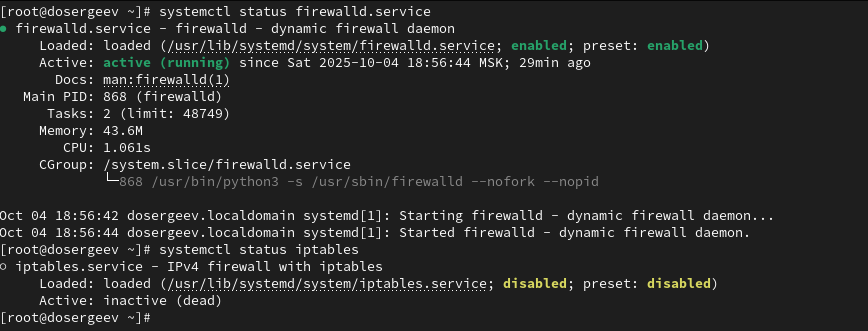 [root@dosergeev ~]# systemctl status firewalld.service
● firewalld.service - firewalld - dynamic firewall daemon
     Loaded: loaded (/usr/lib/systemd/system/firewalld.service; enabled; preset: enabled)
     Active: active (running) since Sat 2025-10-04 18:56:44 MSK; 29min ago
       Docs: man:firewalld(1)
   Main PID: 868 (firewalld)
      Tasks: 2 (limit: 48749)
     Memory: 43.6M
        CPU: 1.061s
     CGroup: /system.slice/firewalld.service
             └─868 /usr/bin/python3 -s /usr/sbin/firewalld --nofork --nopid

Oct 04 18:56:42 dosergeev.localdomain systemd[1]: Starting firewalld - dynamic firewall daemon...
Oct 04 18:56:44 dosergeev.localdomain systemd[1]: Started firewalld - dynamic firewall daemon.
[root@dosergeev ~]# systemctl status iptables
○ iptables.service - IPv4 firewall with iptables
     Loaded: loaded (/usr/lib/systemd/system/iptables.service; disabled; preset: disabled)
     Active: inactive (dead)
[root@dosergeev ~]#